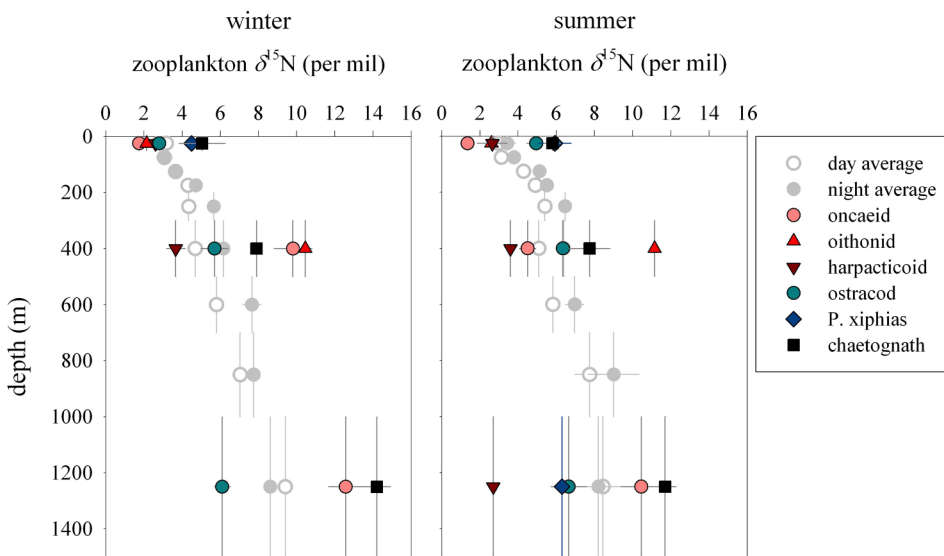 winter
summer
zooplankton δ15N (per mil)
zooplankton δ15N (per mil)
0 2 4 6 8 10 12 14 16
0 2 4 6 8 10 12 14 16
depth (m)
0
200
400
600
800
1000
1200
1400
day average
night average
oncaeid
oithonid
harpacticoid
ostracod
P. xiphias
chaetognath